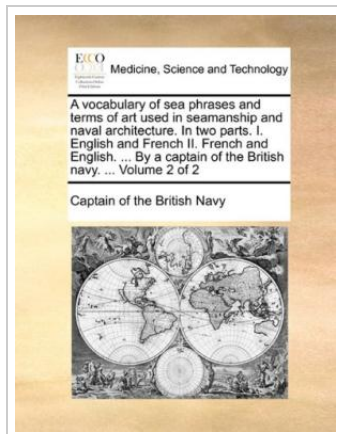 ECCO
Medicine, Science and Technology
A vocabulary of sea phrases and
terms of art used in seamanship and
naval architecture. In two parts. I.
English and French II. French and
English. ... By a captain of the British
navy. ... Volume 2 of 2
Captain of the British Navy